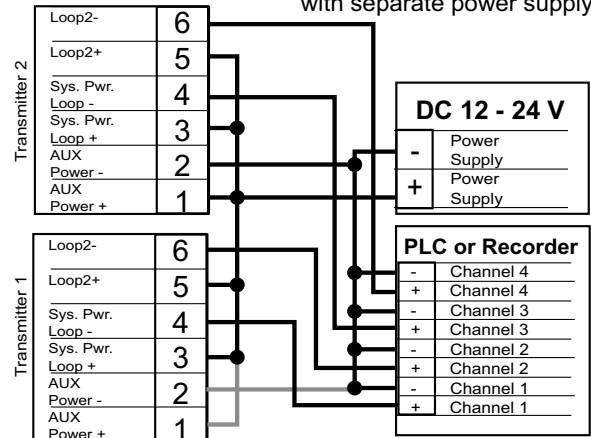 with separate power supply
Transmitter 2
Loop2-
6
Loop2+
5
Sys. Pwr.
Loop -
4
Sys. Pwr.
Loop +
3
AUX
Power -
2
AUX
Power +
1
DC 12 - 24 V
-
Power
Supply
+
Power
Supply
Transmitter 1
Loop2-
6
Loop2+
5
Sys. Pwr.
Loop -
4
Sys. Pwr.
Loop +
3
AUX
Power -
2
AUX
Power +
1
PLC or Recorder
- Channel 4
+ Channel 4
- Channel 3
+ Channel 3
- Channel 2
+ Channel 2
- Channel 1
+ Channel 1